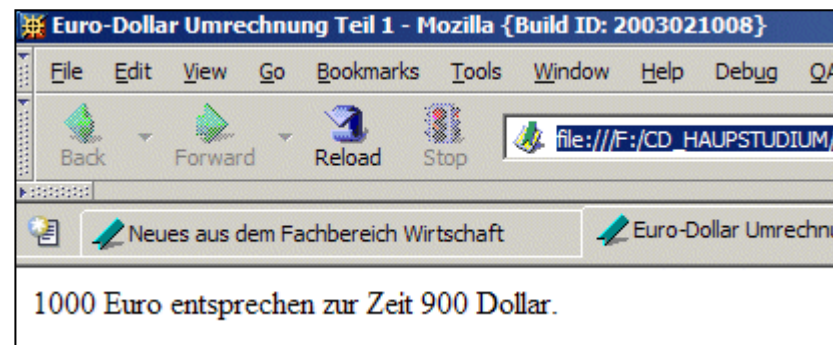 Euro-Dollar Umrechnung Teil 1 - Mozilla {Build ID: 2003021008}
File Edit View Go Bookmarks Tools Window Help Debug QA
Back Forward Reload Stop file:///F:/CD_HAUPSTUDIUM/
Neues aus dem Fachbereich Wirtschaft Euro-Dollar Umrechnu
1000 Euro entsprechen zur Zeit 900 Dollar.